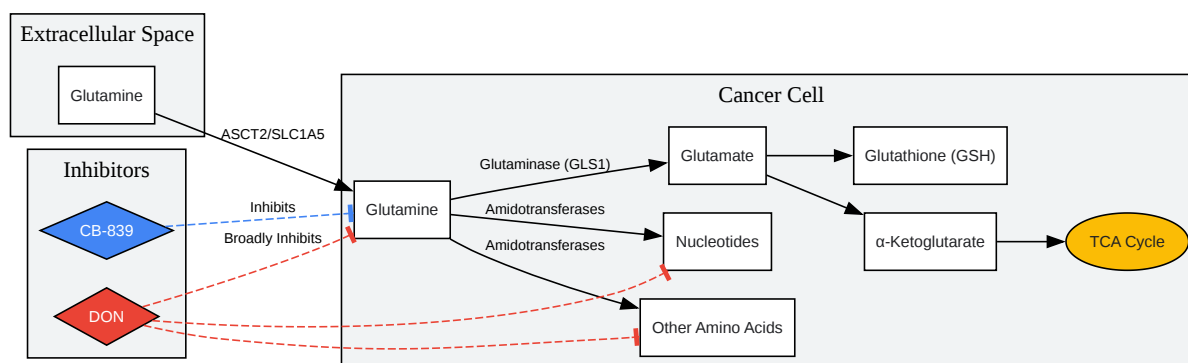 Extracellular Space
Glutamine
ASCT2/SLC1A5
Inhibitors
CB-839
DON
Inhibits
Broadly Inhibits
Cancer Cell
Glutamine
Glutaminase (GLS1)
Amidotransferases
Amidotransferases
Glutamate
Glutathione (GSH)
Nucleotides
α-Ketoglutarate
TCA Cycle
Other Amino Acids